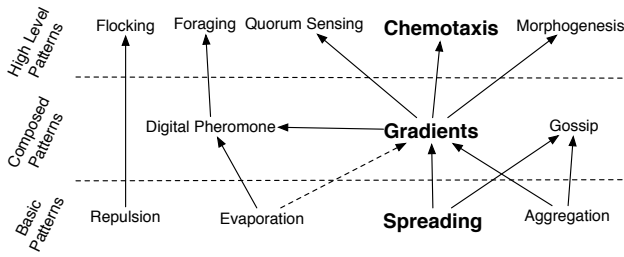 High Level Patterns
Flocking Foraging Quorum Sensing Chemotaxis Morphogenesis
Composed Patterns
Digital Pheromone Gradients Gossip
Basic Patterns
Repulsion Evaporation Spreading Aggregation